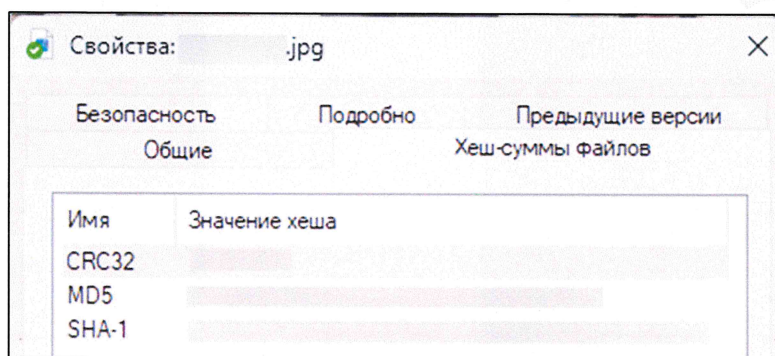 Свойства: .jpg
Безопасность Подробно Предыдущие версии
Общие Хеш-суммы файлов
Имя Значение хеша
CRC32
MD5
SHA-1